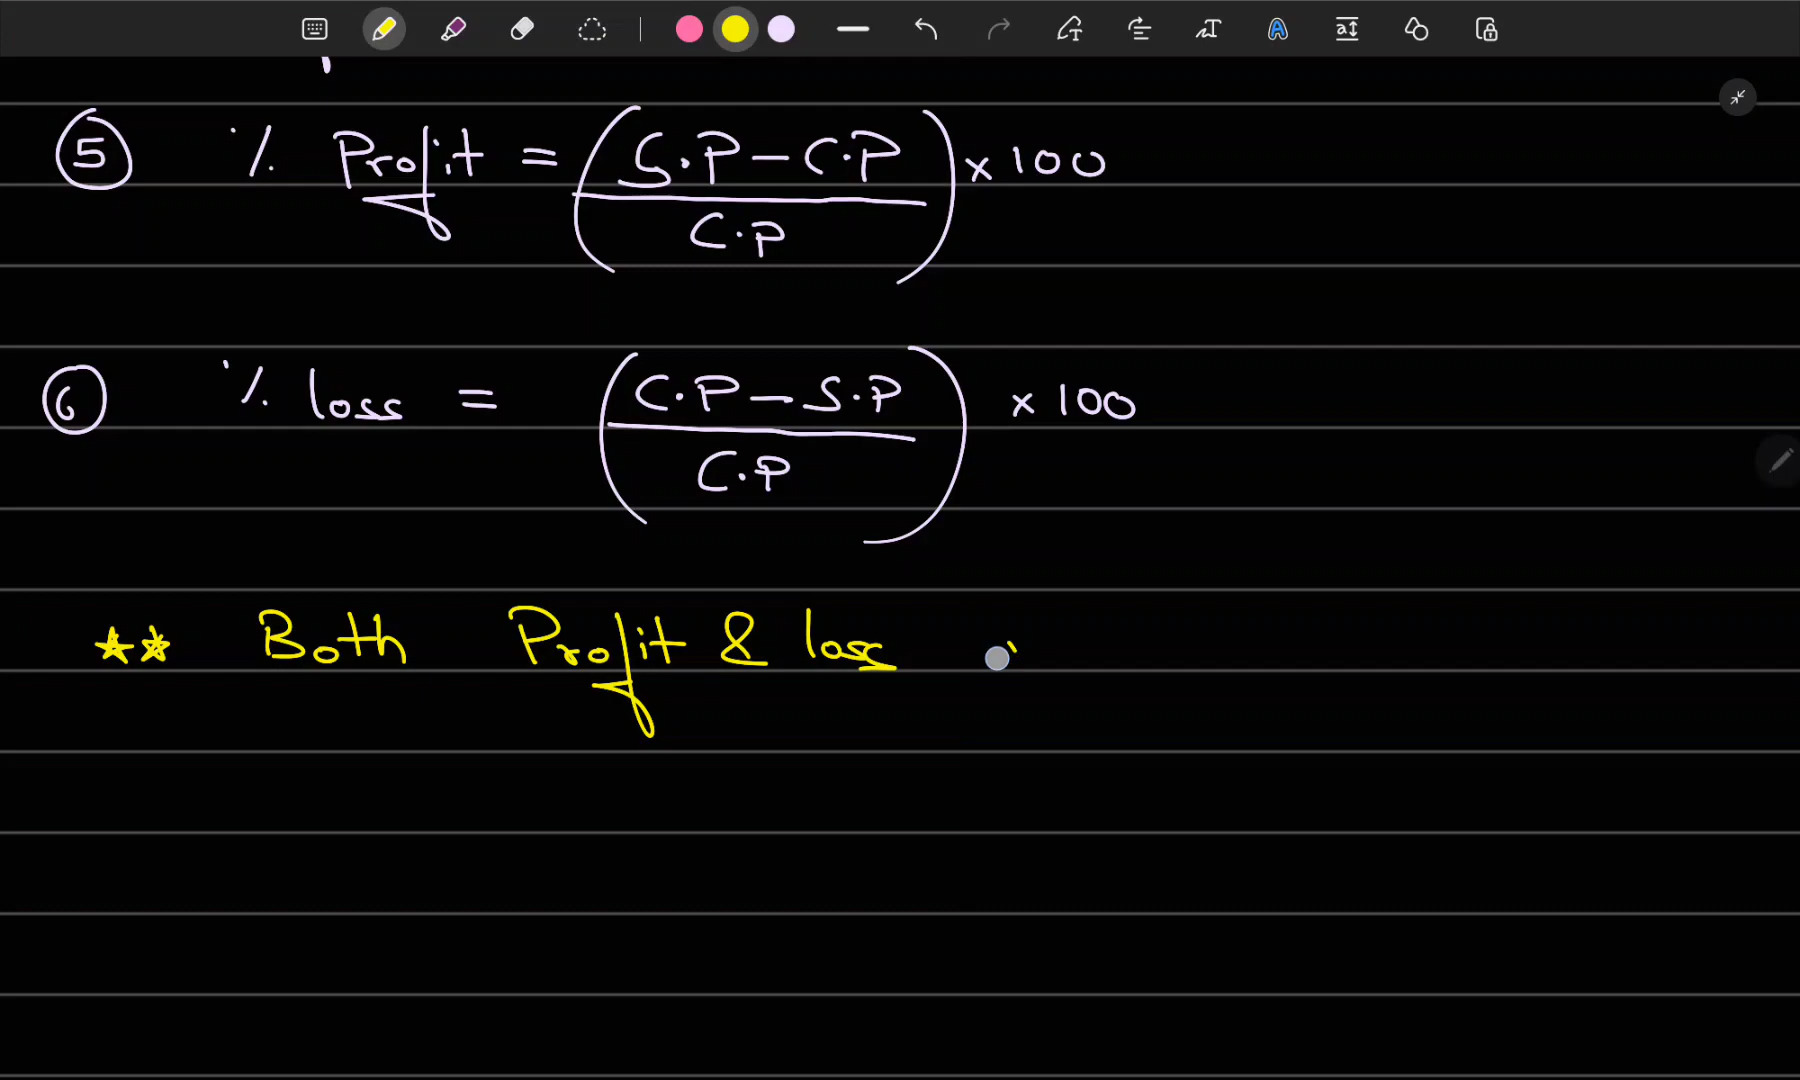 5 % Profit = (S.P - C.P / C.P) × 100
6 % loss = (C.P - S.P / C.P) × 100
** Both Profit & loss